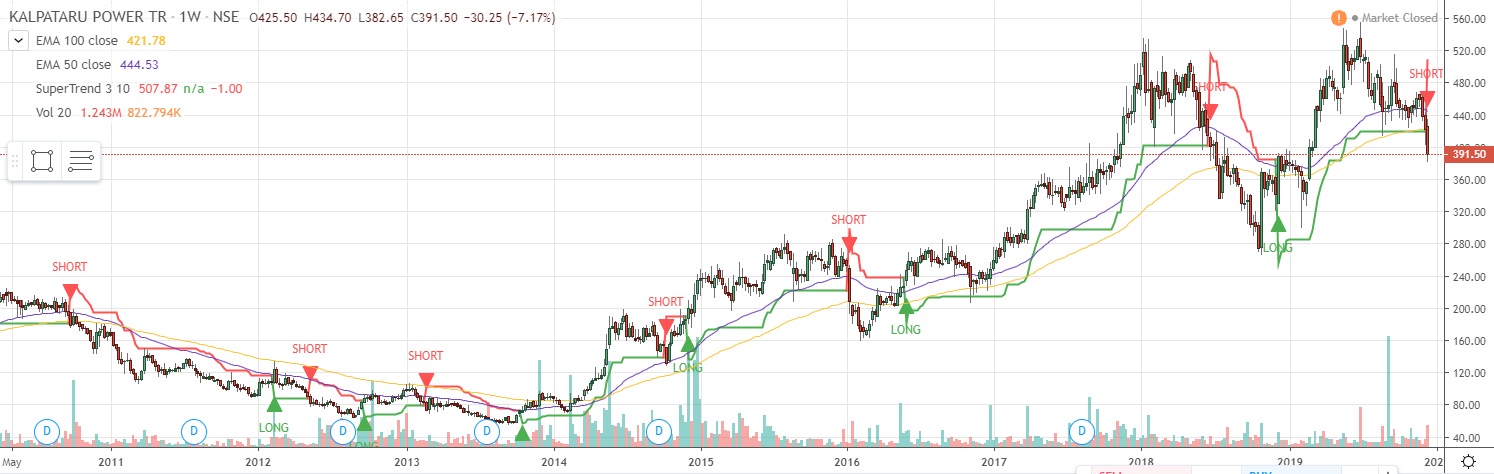 KALPATARU POWER TR · 1W · NSE O425.50 H434.70 L382.65 C391.50 −30.25 (−7.17%)
! Market Closed
EMA 100 close 421.78
EMA 50 close 444.53
SuperTrend 3 10 507.87 n/a −1.00
Vol 20 1.243M 822.794K
560.00
520.00
480.00
440.00
391.50
360.00
320.00
280.00
240.00
200.00
160.00
120.00
80.00
40.00
SHORT
SHORT
SHORT
LONG
SHORT
SHORT
LONG
SHORT
LONG
SHORT
LONG
LONG
D
D
D
D
D
D
May 2011 2012 2013 2014 2015 2016 2017 2018 2019 202
SELL BUY